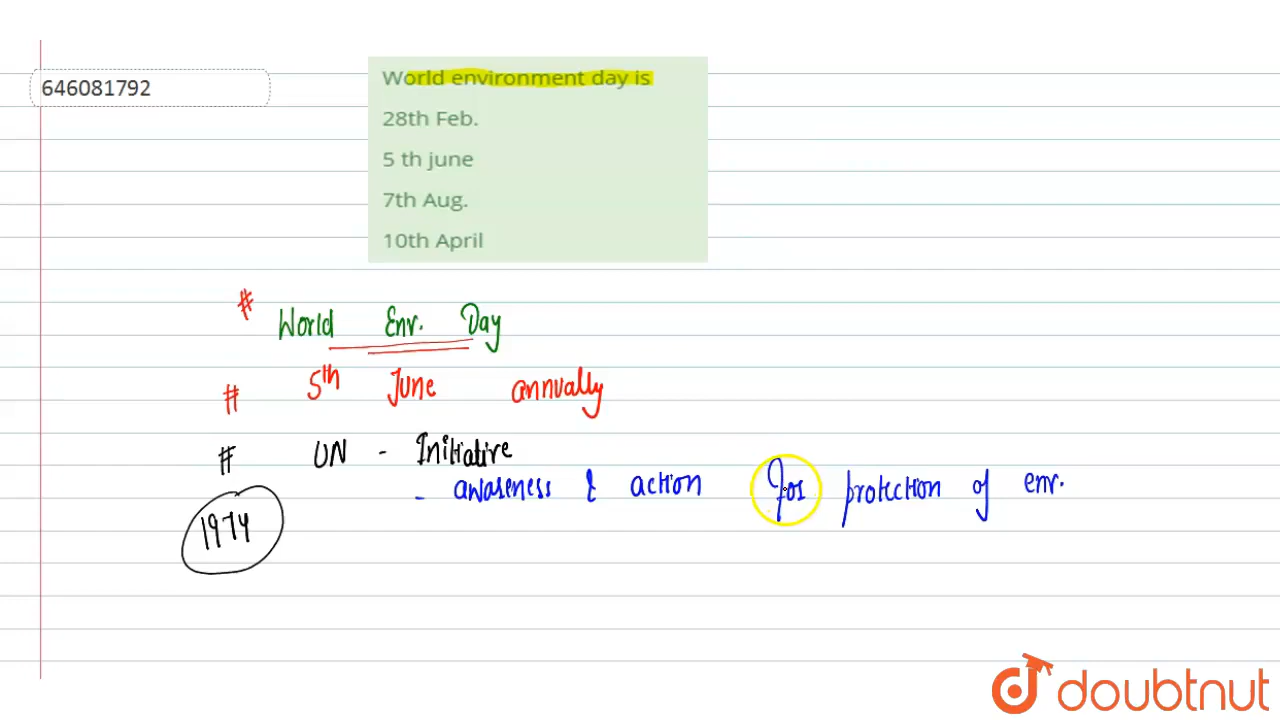 646081792
World environment day is
28th Feb.
5 th june
7th Aug.
10th April
# World Env. Day
# 5th June annually
# UN - Initiative
- awareness & action for protection of env.
1974
doubtnut